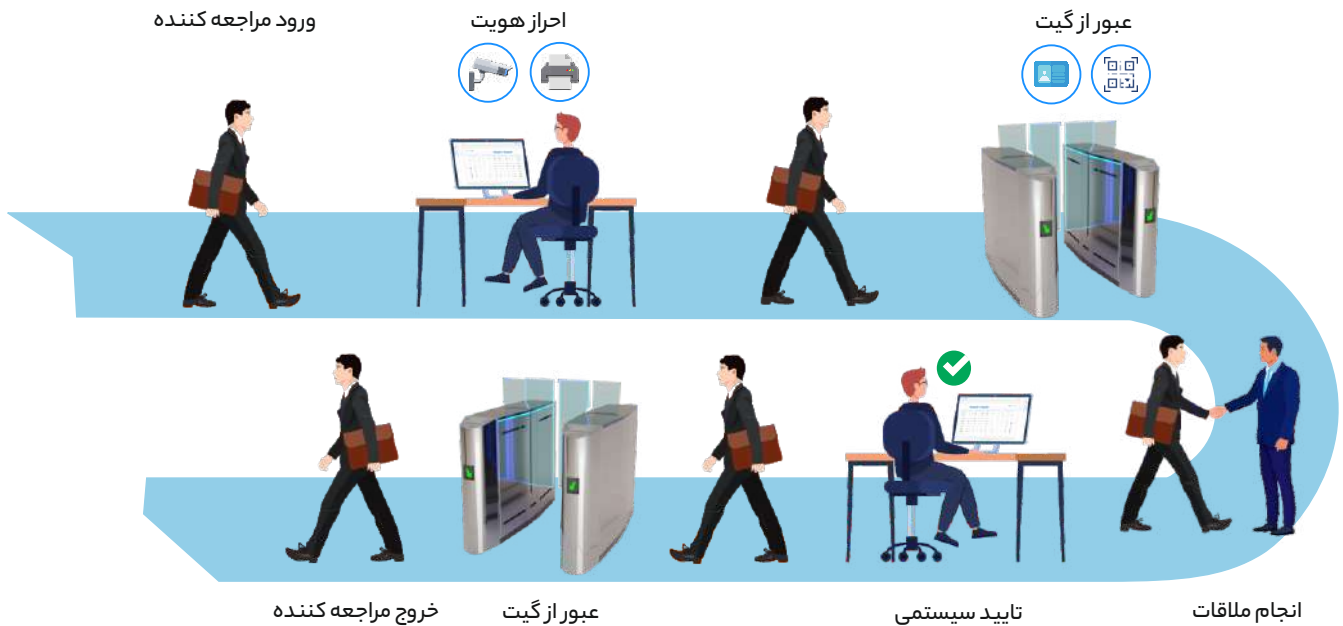 ورود مراجعه کننده
احراز هویت
عبور از گیت
انجام ملاقات
تایید سیستمی
عبور از گیت
خروج مراجعه کننده